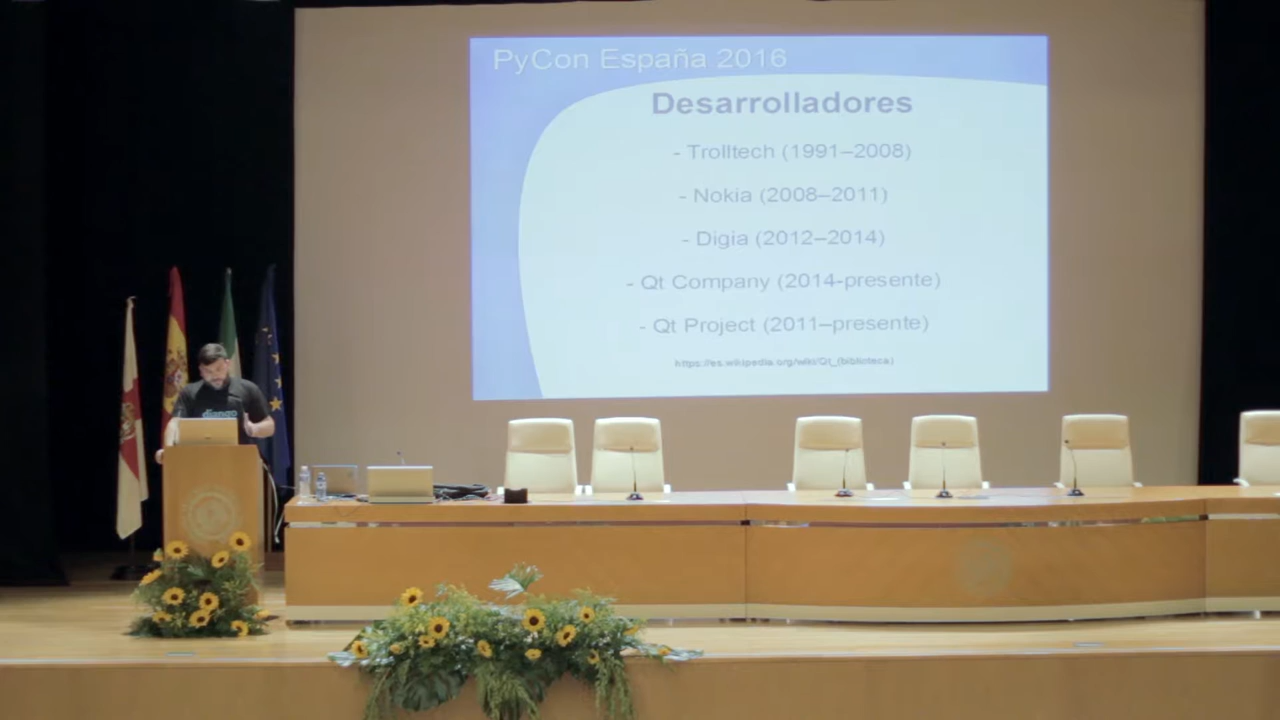 PyCon España 2016
Desarrolladores
- Trolltech (1991–2008)
- Nokia (2008–2011)
- Digia (2012–2014)
- Qt Company (2014-presente)
- Qt Project (2011–presente)
https://es.wikipedia.org/wiki/Qt_(biblioteca)
django